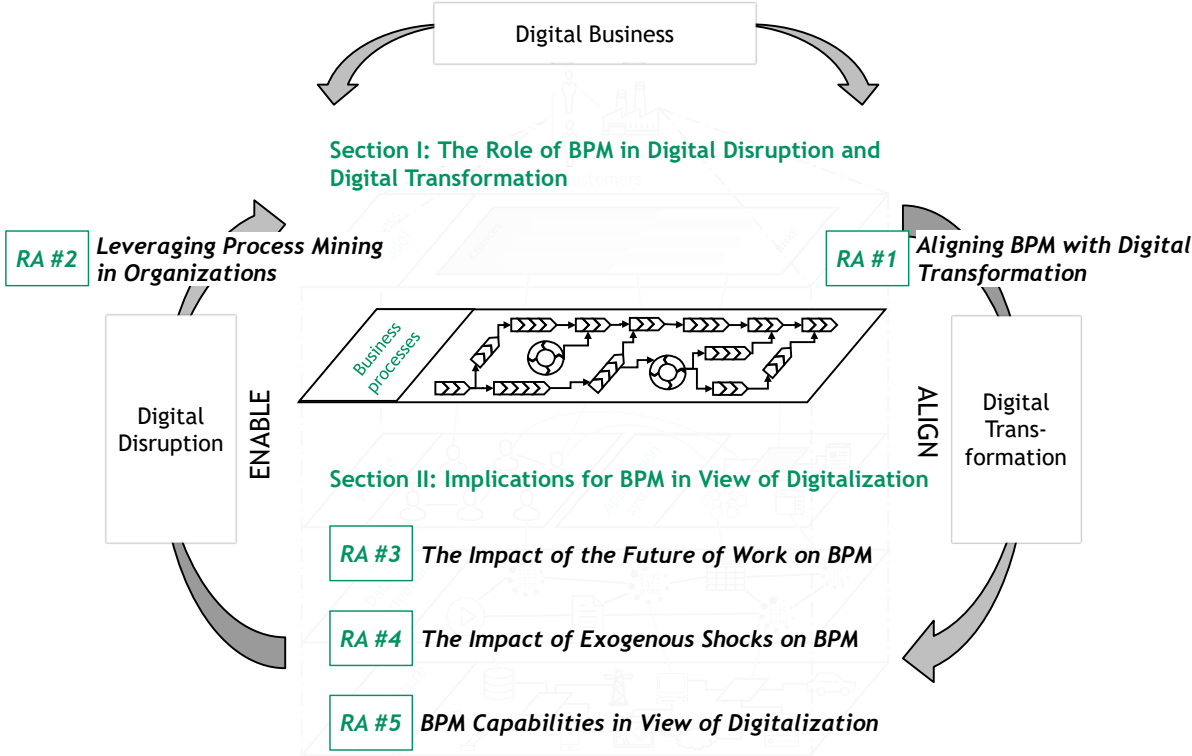 Digital Business
Section I: The Role of BPM in Digital Disruption and
Digital Transformation
RA #2
Leveraging Process Mining
in Organizations
RA #1
Aligning BPM with Digital
Transformation
Business
processes
Digital
Disruption
ENABLE
ALIGN
Digital
Trans-
formation
Section II: Implications for BPM in View of Digitalization
RA #3
The Impact of the Future of Work on BPM
RA #4
The Impact of Exogenous Shocks on BPM
RA #5
BPM Capabilities in View of Digitalization